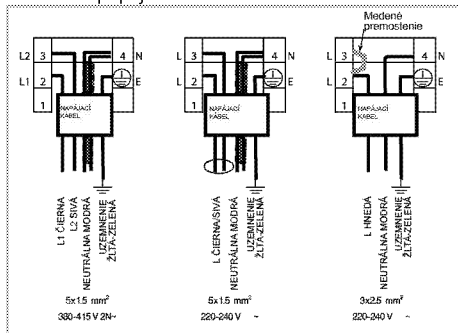 Medené
premostenie
L2 3 4 N
L1 2 E
1
NAPÁJACÍ
KÁBEL
L1 ČIERNA
L2 SIVÁ
NEUTRÁLNA MODRÁ
UZEMNENIE
ŽLTÁ-ZELENÁ
5x1.5 mm²
380-415 V 2N~
L 3 4 N
L 2 E
1
NAPÁJACÍ
KÁBEL
L ČIERNA/SIVÁ
NEUTRÁLNA MODRÁ
UZEMNENIE
ŽLTÁ-ZELENÁ
5x1.5 mm²
220-240 V ~
L 3 4 N
L 2 E
1
NAPÁJACÍ
KÁBEL
L HNEDÁ
NEUTRÁLNA MODRÁ
UZEMNENIE
ŽLTÁ-ZELENÁ
3x2.5 mm²
220-240 V ~